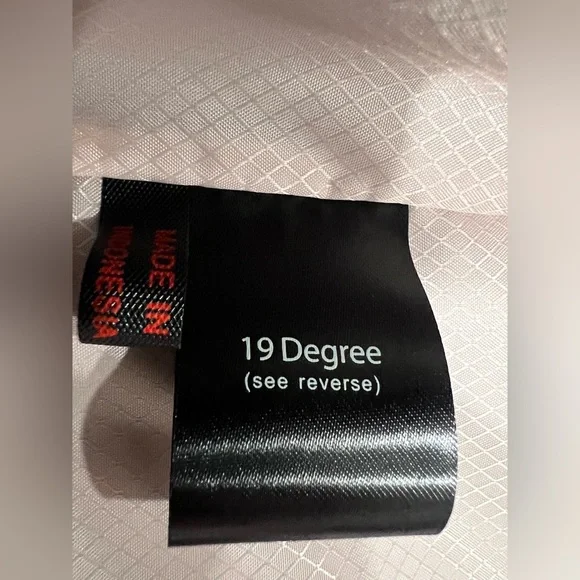 MADE IN
INDONESIA
19 Degree
(see reverse)